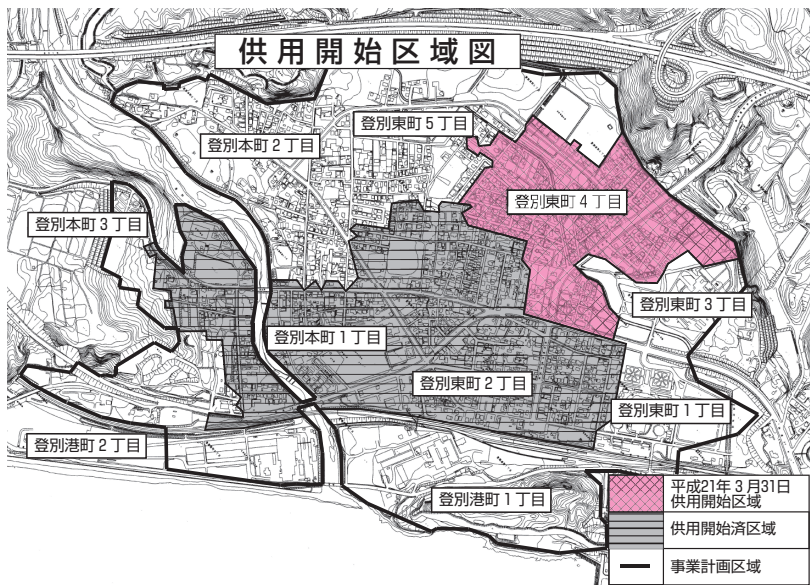 供用開始区域図
登別東町５丁目
登別本町２丁目
登別東町４丁目
登別本町３丁目
登別東町３丁目
登別本町１丁目
登別東町２丁目
登別東町１丁目
登別港町２丁目
登別港町１丁目
平成21年３月31日
供用開始区域
供用開始済区域
事業計画区域